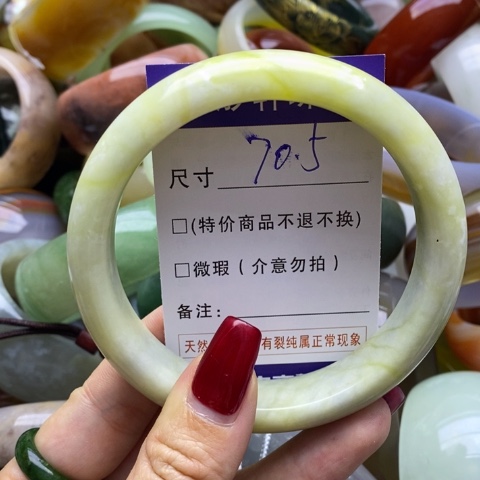 尺寸 70.5
□(特价商品不退不换)
□微瑕(介意勿拍)
备注:
天然 有裂纯属正常现象